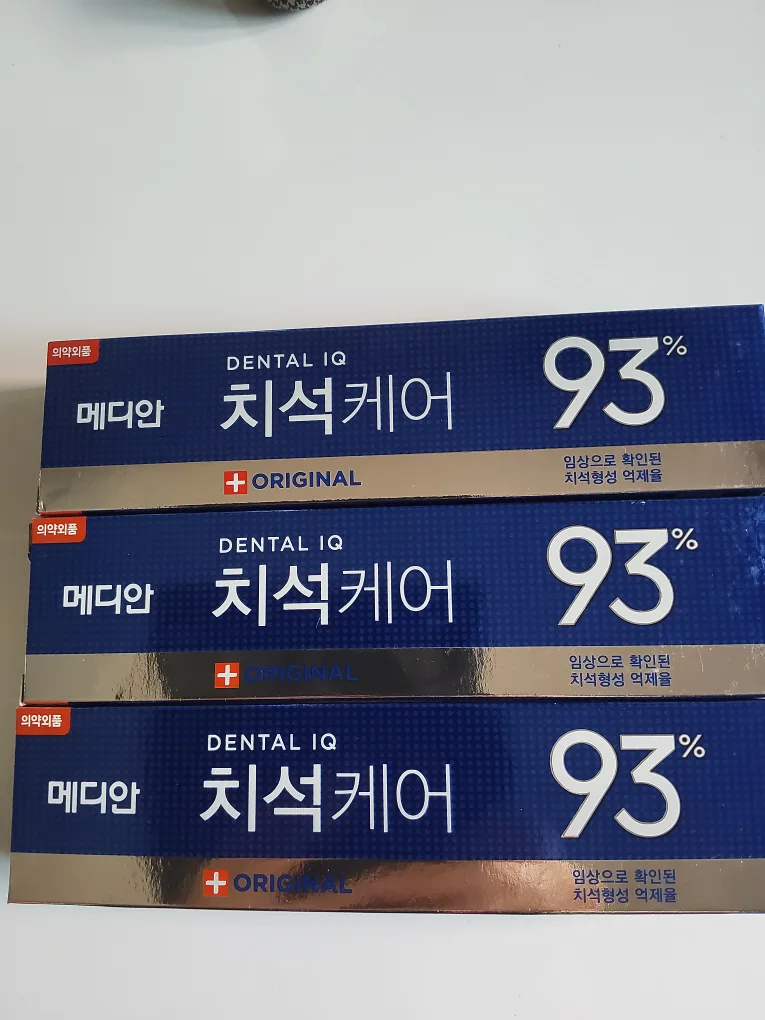 의약외품
DENTAL IQ
메디안 치석케어 93%
ORIGINAL
임상으로 확인된
치석형성 억제율
의약외품
DENTAL IQ
메디안 치석케어 93%
ORIGINAL
임상으로 확인된
치석형성 억제율
의약외품
DENTAL IQ
메디안 치석케어 93%
ORIGINAL
임상으로 확인된
치석형성 억제율